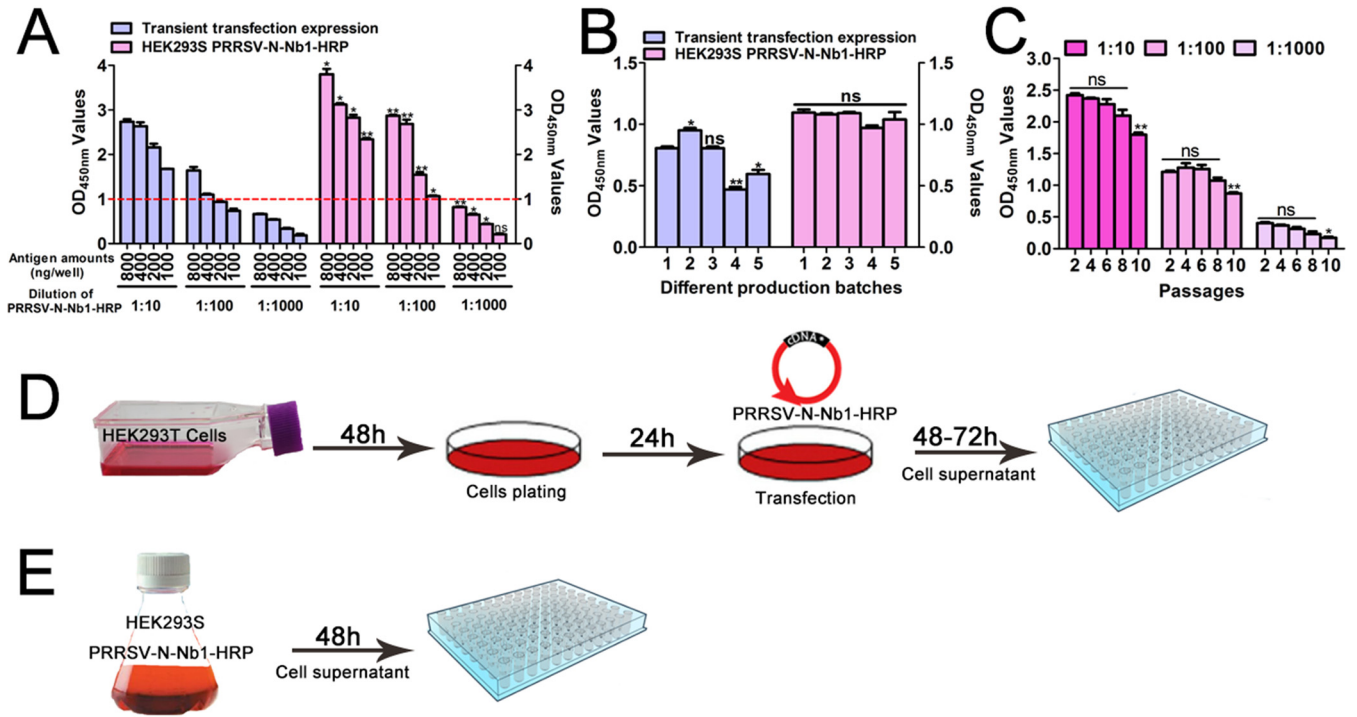 A
Transient transfection expression
HEK293S PRRSV-N-Nb1-HRP
OD450nm Values
4
3
2
1
0
* * * ** ** ** ** * ** * * ns
4
3
2
1
0
OD450nm Values
Antigen amounts
(ng/well)
800 400 200 100 800 400 200 100 800 400 200 100 800 400 200 100 800 400 200 100 800 400 200 100
Dilution of
PRRSV-N-Nb1-HRP
1:10 1:100 1:1000 1:10 1:100 1:1000
B
Transient transfection expression
HEK293S PRRSV-N-Nb1-HRP
OD450nm Values
1.5
1.0
0.5
0.0
* ns ** * ns
1.5
1.0
0.5
0.0
OD450nm Values
1 2 3 4 5 1 2 3 4 5
Different production batches
C
1:10 1:100 1:1000
OD450nm Values
3.0
2.5
2.0
1.5
1.0
0.5
0.0
ns ** ns ** ns *
2 4 6 8 10 2 4 6 8 10 2 4 6 8 10
Passages
D
HEK293T Cells
48h
Cells plating
24h
cDNA*
PRRSV-N-Nb1-HRP
Transfection
48-72h
Cell supernatant
E
HEK293S
PRRSV-N-Nb1-HRP
48h
Cell supernatant